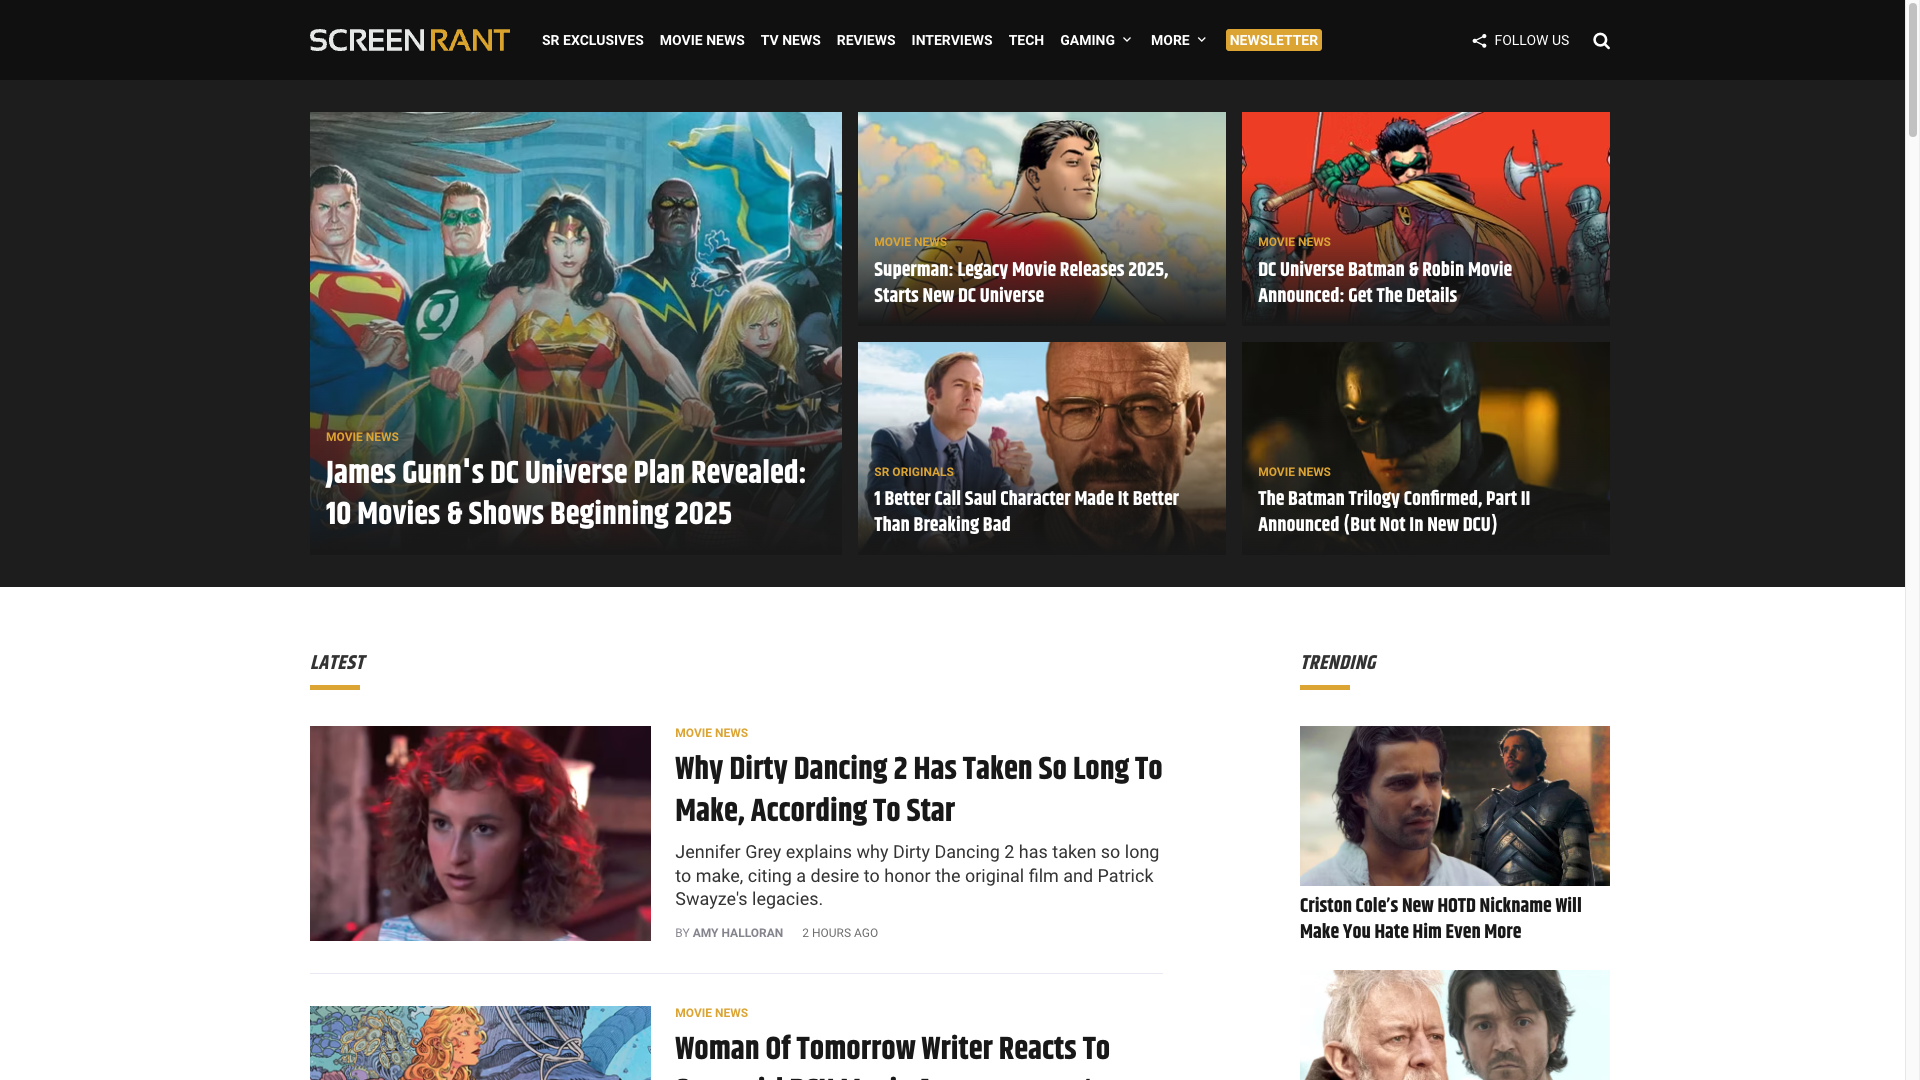 SCREENRANT
SR EXCLUSIVES MOVIE NEWS TV NEWS REVIEWS INTERVIEWS TECH GAMING MORE NEWSLETTER FOLLOW US
MOVIE NEWS
James Gunn's DC Universe Plan Revealed:
10 Movies & Shows Beginning 2025
MOVIE NEWS
Superman: Legacy Movie Releases 2025,
Starts New DC Universe
MOVIE NEWS
DC Universe Batman & Robin Movie
Announced: Get The Details
SR ORIGINALS
1 Better Call Saul Character Made It Better
Than Breaking Bad
MOVIE NEWS
The Batman Trilogy Confirmed, Part II
Announced (But Not In New DCU)
LATEST
MOVIE NEWS
Why Dirty Dancing 2 Has Taken So Long To
Make, According To Star
Jennifer Grey explains why Dirty Dancing 2 has taken so long
to make, citing a desire to honor the original film and Patrick
Swayze's legacies.
BY AMY HALLORAN 2 HOURS AGO
MOVIE NEWS
Woman Of Tomorrow Writer Reacts To
TRENDING
Criston Cole’s New HOTD Nickname Will
Make You Hate Him Even More